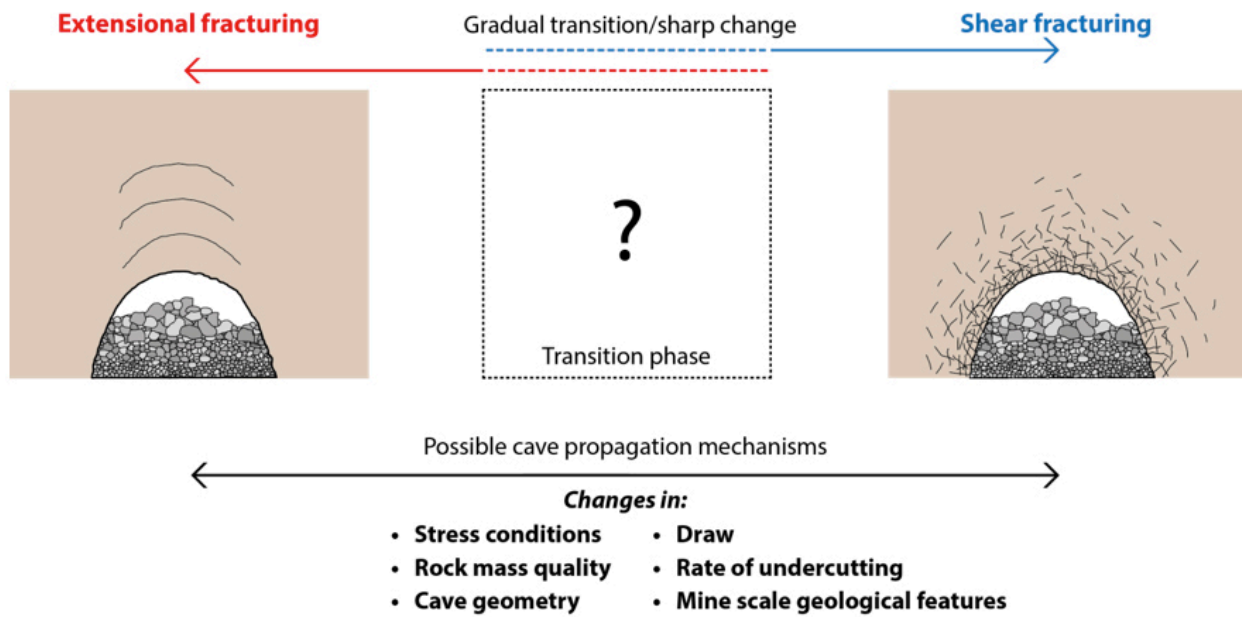 Extensional fracturing
Gradual transition/sharp change
Shear fracturing
?
Transition phase
Possible cave propagation mechanisms
Changes in:
• Stress conditions
• Rock mass quality
• Cave geometry
• Draw
• Rate of undercutting
• Mine scale geological features